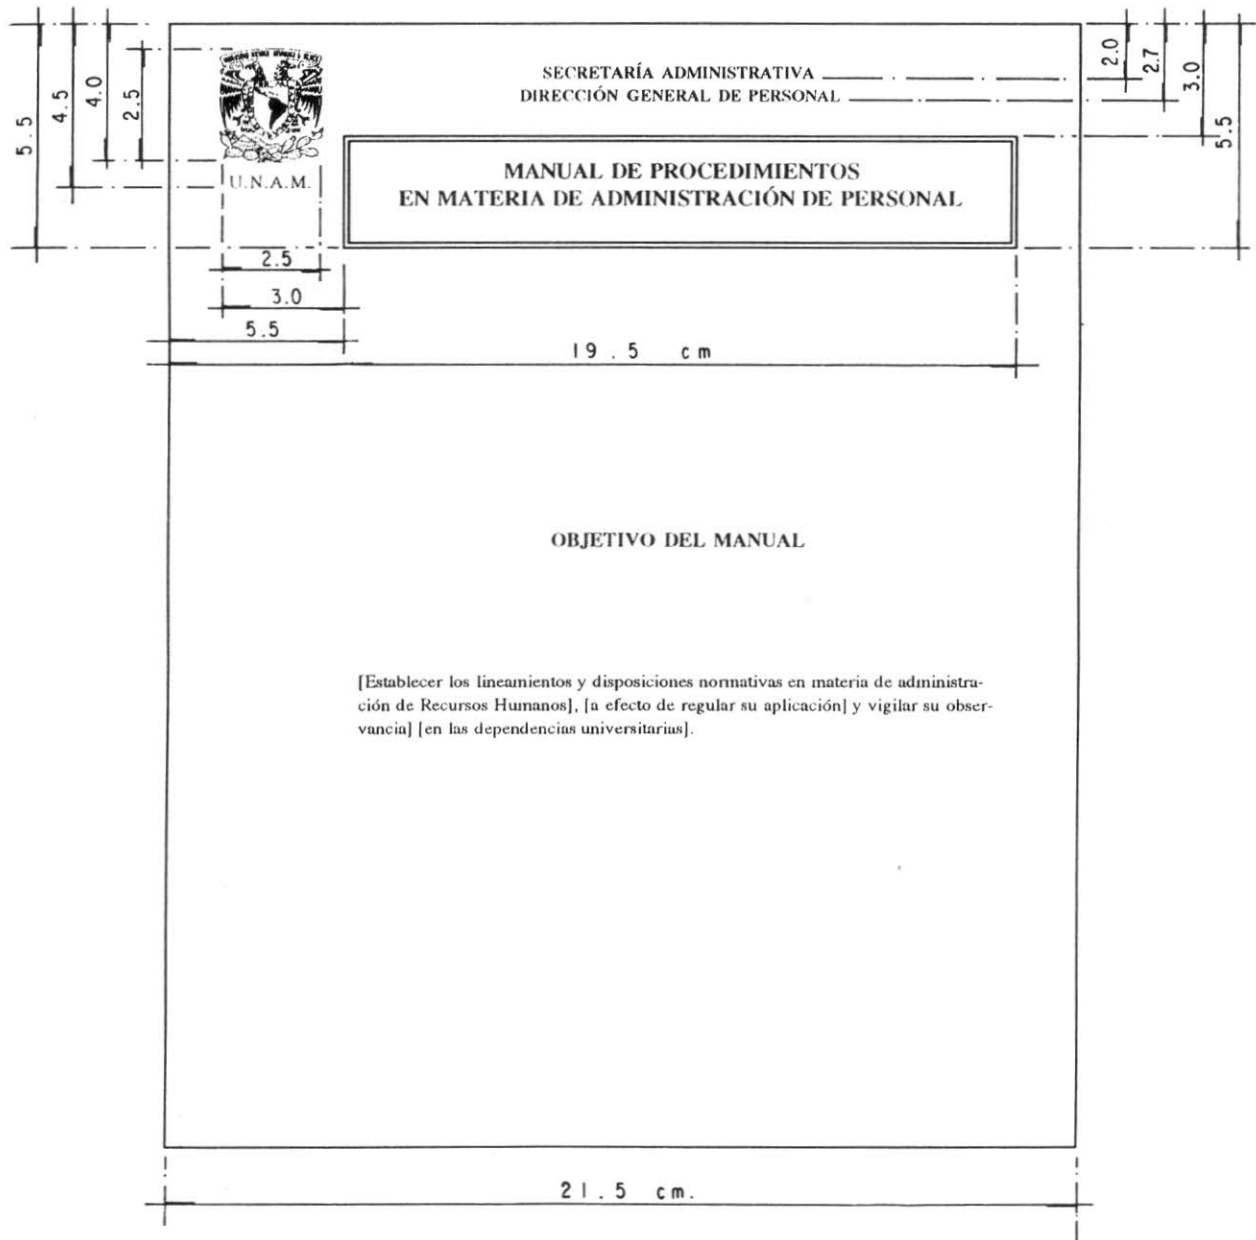 5.5
4.5
4.0
2.5
SECRETARÍA ADMINISTRATIVA
DIRECCIÓN GENERAL DE PERSONAL
2.0
2.7
3.0
5.5
U.N.A.M.
MANUAL DE PROCEDIMIENTOS
EN MATERIA DE ADMINISTRACIÓN DE PERSONAL
2.5
3.0
5.5
19.5 cm
OBJETIVO DEL MANUAL
[Establecer los lineamientos y disposiciones normativas en materia de administra-
ción de Recursos Humanos], [a efecto de regular su aplicación] y vigilar su obser-
vancia] [en las dependencias universitarias].
21.5 cm.